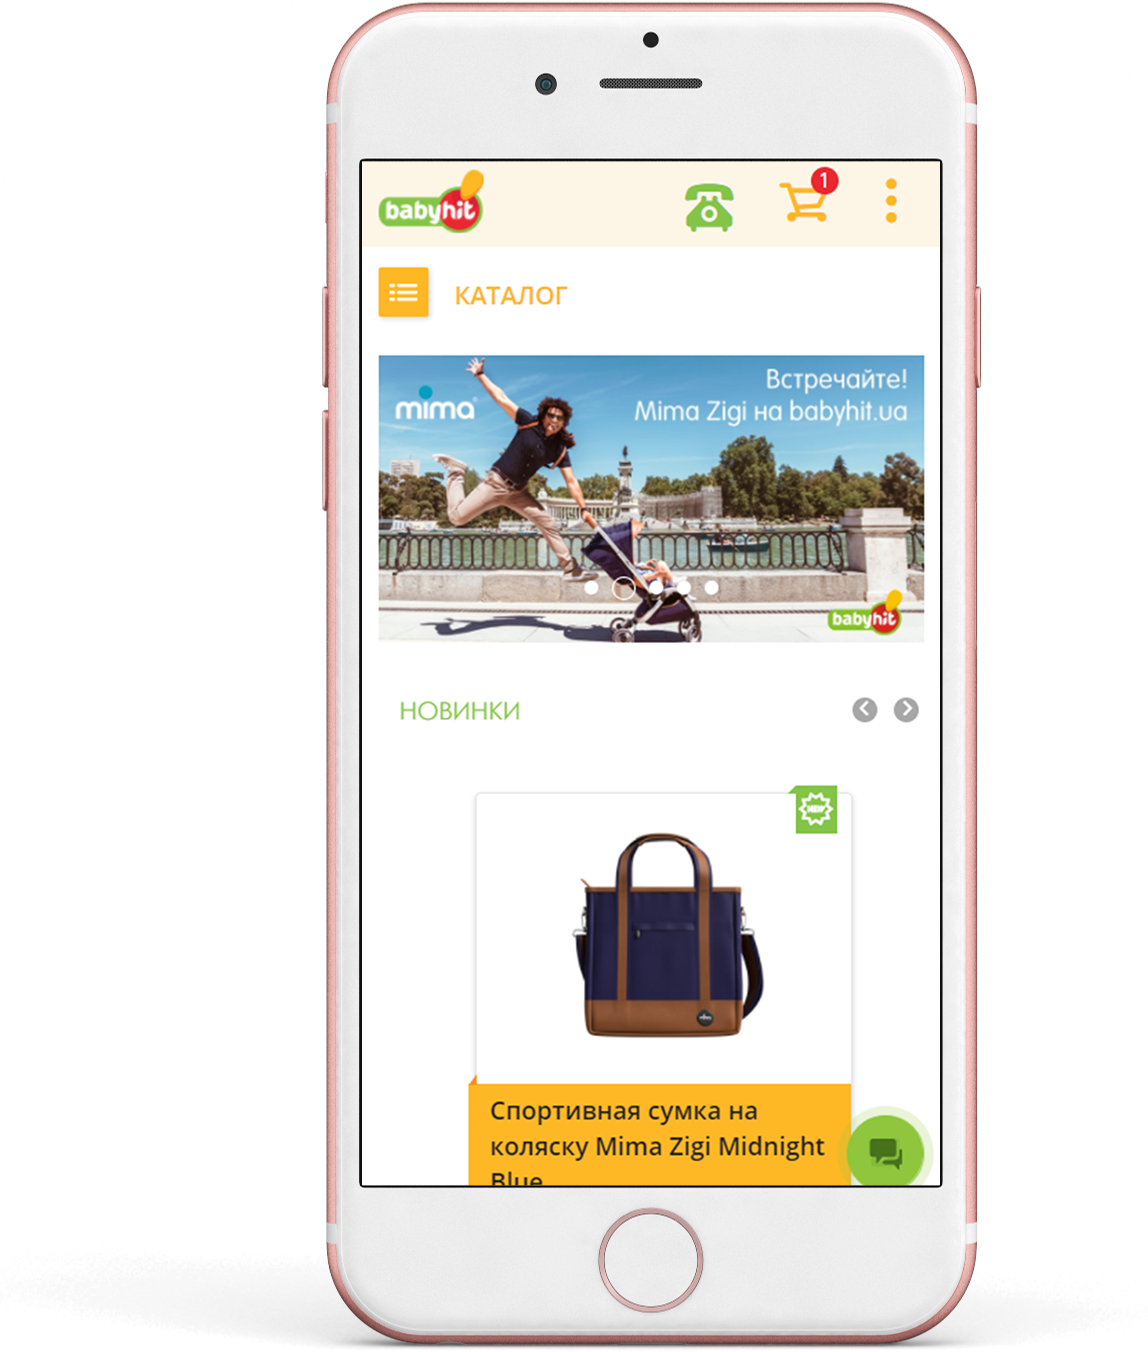 babyhit
1
КАТАЛОГ
mima
Встречайте!
Mima Zigi на babyhit.ua
babyhit
НОВИНКИ
NEW
mima
Спортивная сумка на
коляску Mima Zigi Midnight
Blue